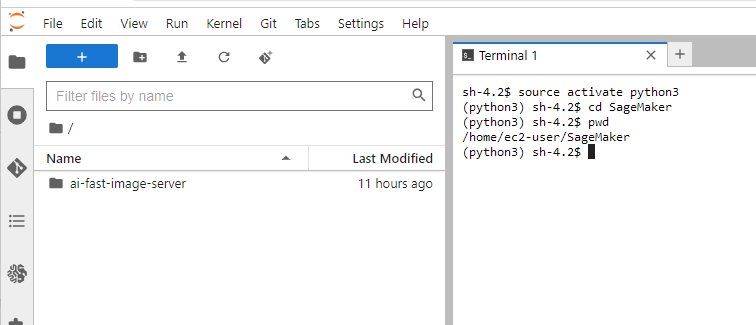 File Edit View Run Kernel Git Tabs Settings Help
+
Filter files by name
/
Name Last Modified
ai-fast-image-server 11 hours ago
Terminal 1
sh-4.2$ source activate python3
(python3) sh-4.2$ cd SageMaker
(python3) sh-4.2$ pwd
/home/ec2-user/SageMaker
(python3) sh-4.2$